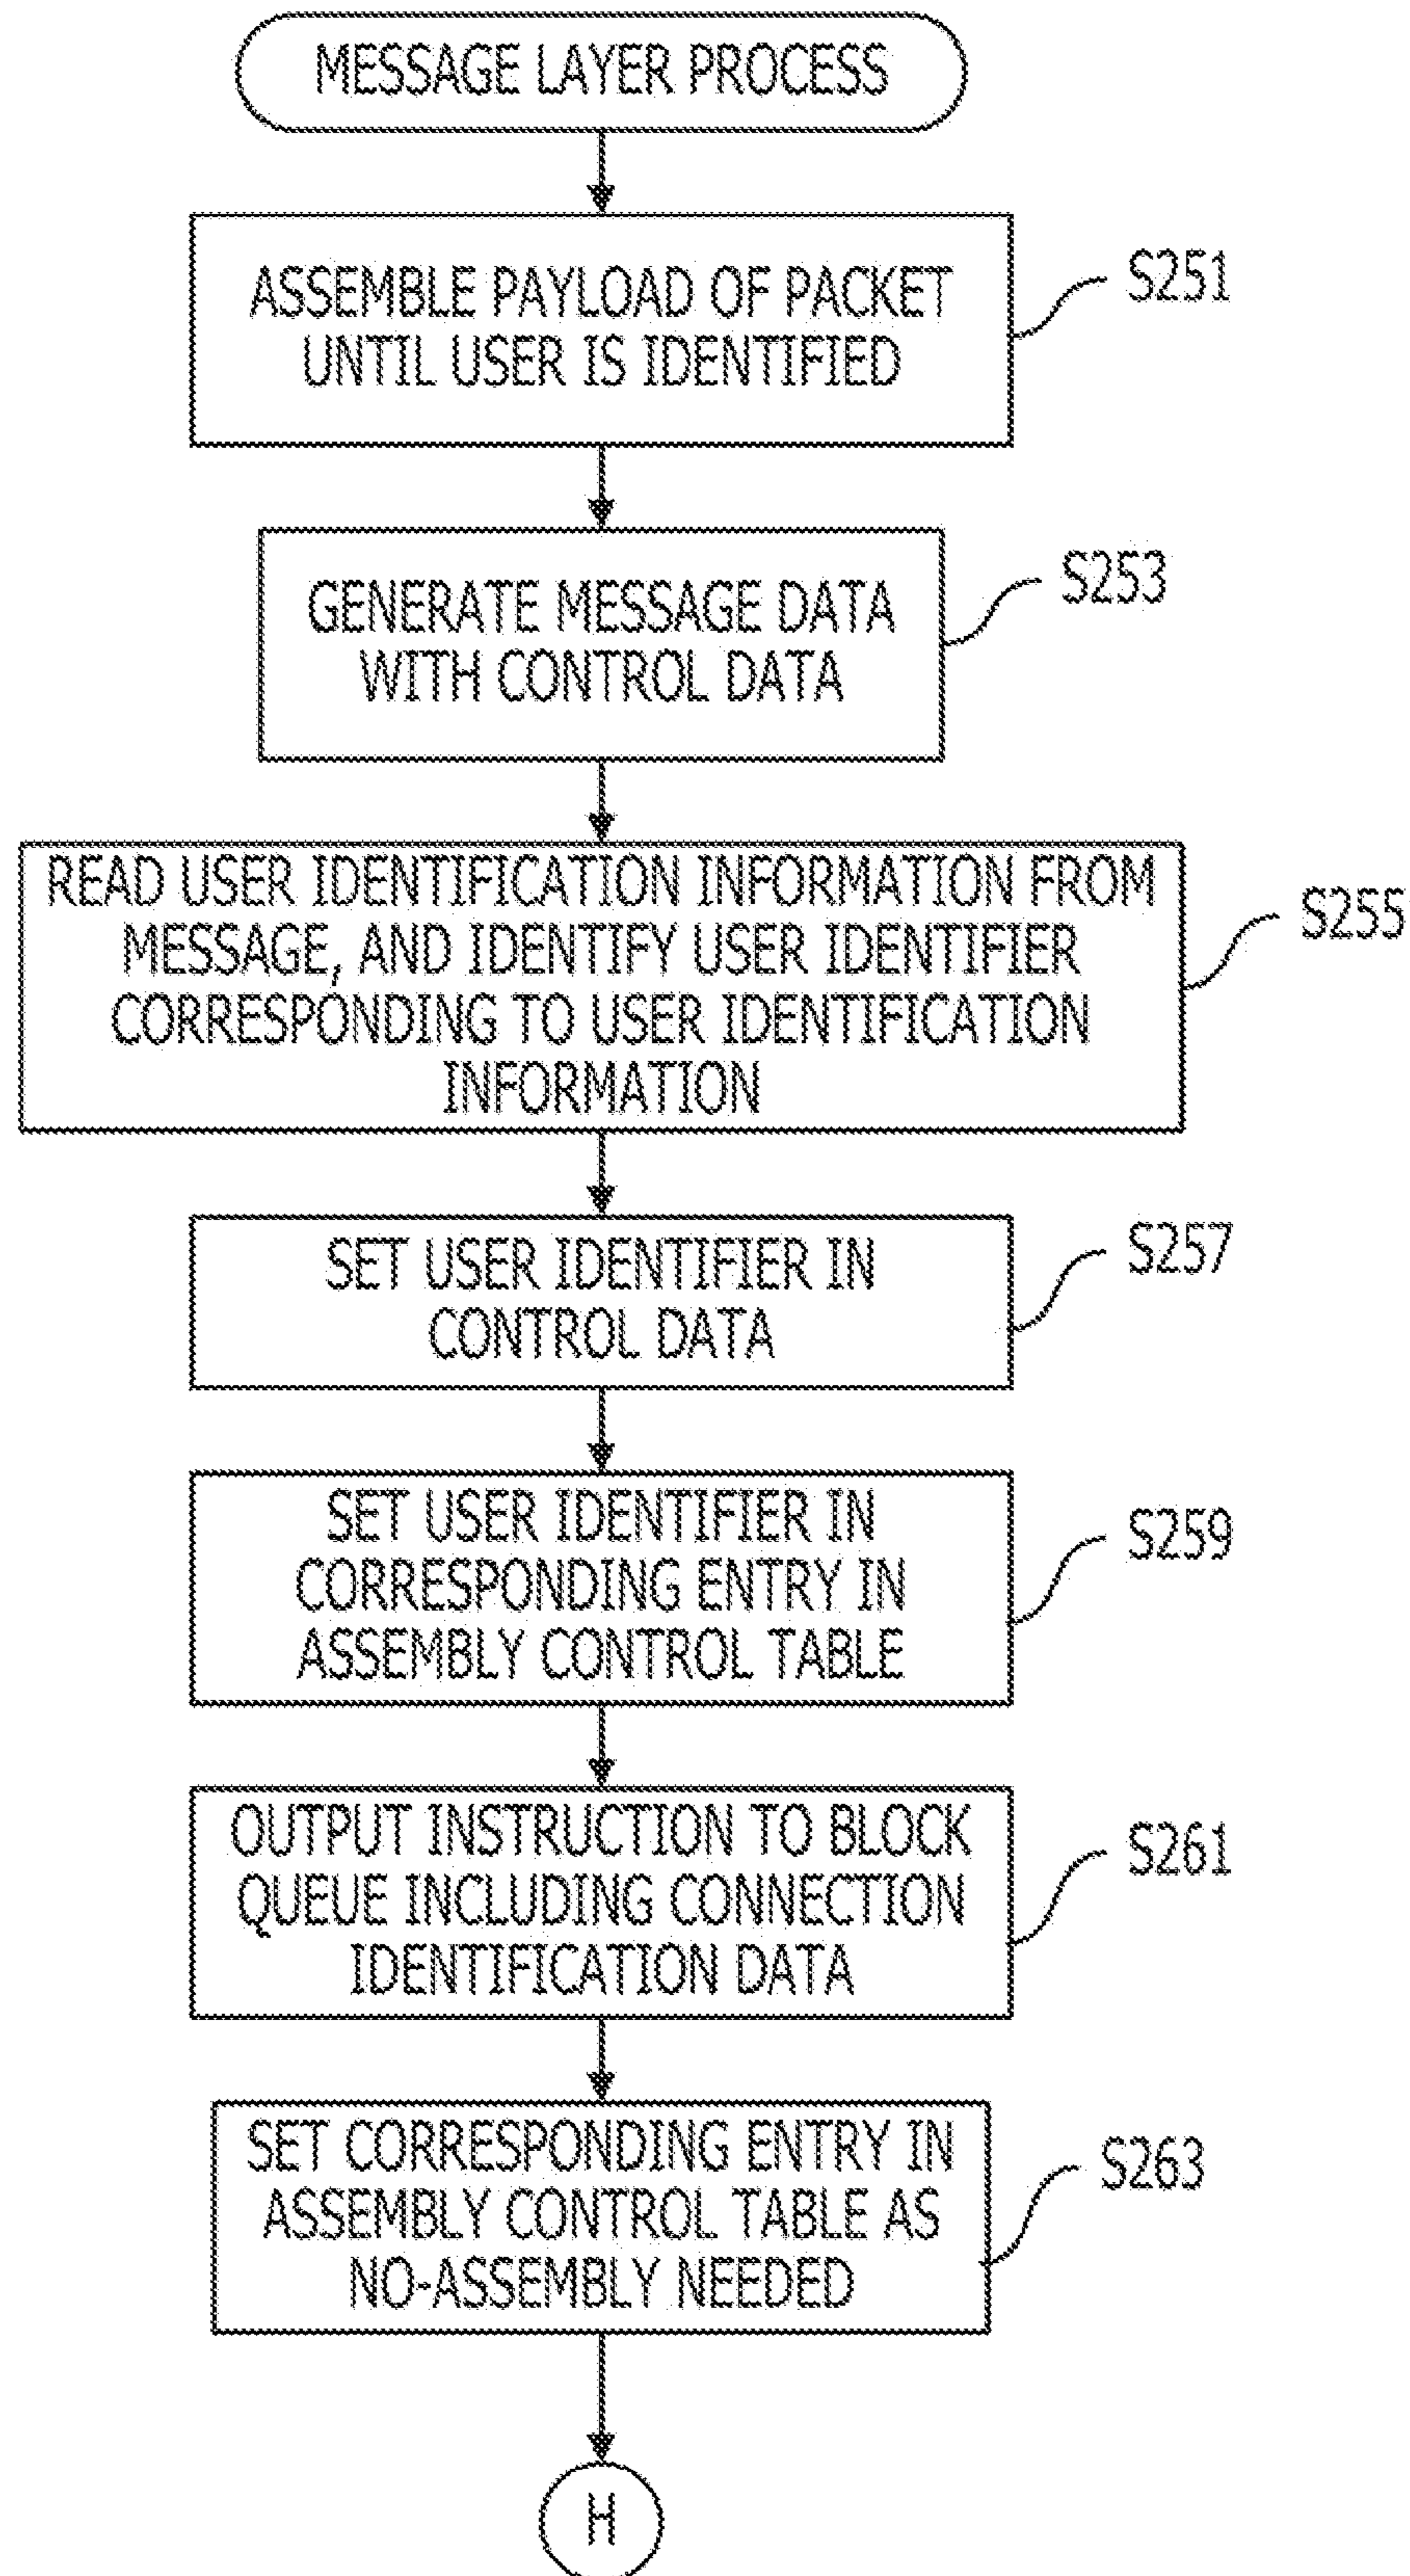 MESSAGE LAYER PROCESS
ASSEMBLE PAYLOAD OF PACKET
UNTIL USER IS IDENTIFIED
S251
GENERATE MESSAGE DATA
WITH CONTROL DATA
S253
READ USER IDENTIFICATION INFORMATION FROM
MESSAGE, AND IDENTIFY USER IDENTIFIER
CORRESPONDING TO USER IDENTIFICATION
INFORMATION
S255
SET USER IDENTIFIER IN
CONTROL DATA
S257
SET USER IDENTIFIER IN
CORRESPONDING ENTRY IN
ASSEMBLY CONTROL TABLE
S259
OUTPUT INSTRUCTION TO BLOCK
QUEUE INCLUDING CONNECTION
IDENTIFICATION DATA
S261
SET CORRESPONDING ENTRY IN
ASSEMBLY CONTROL TABLE AS
NO-ASSEMBLY NEEDED
S263
H